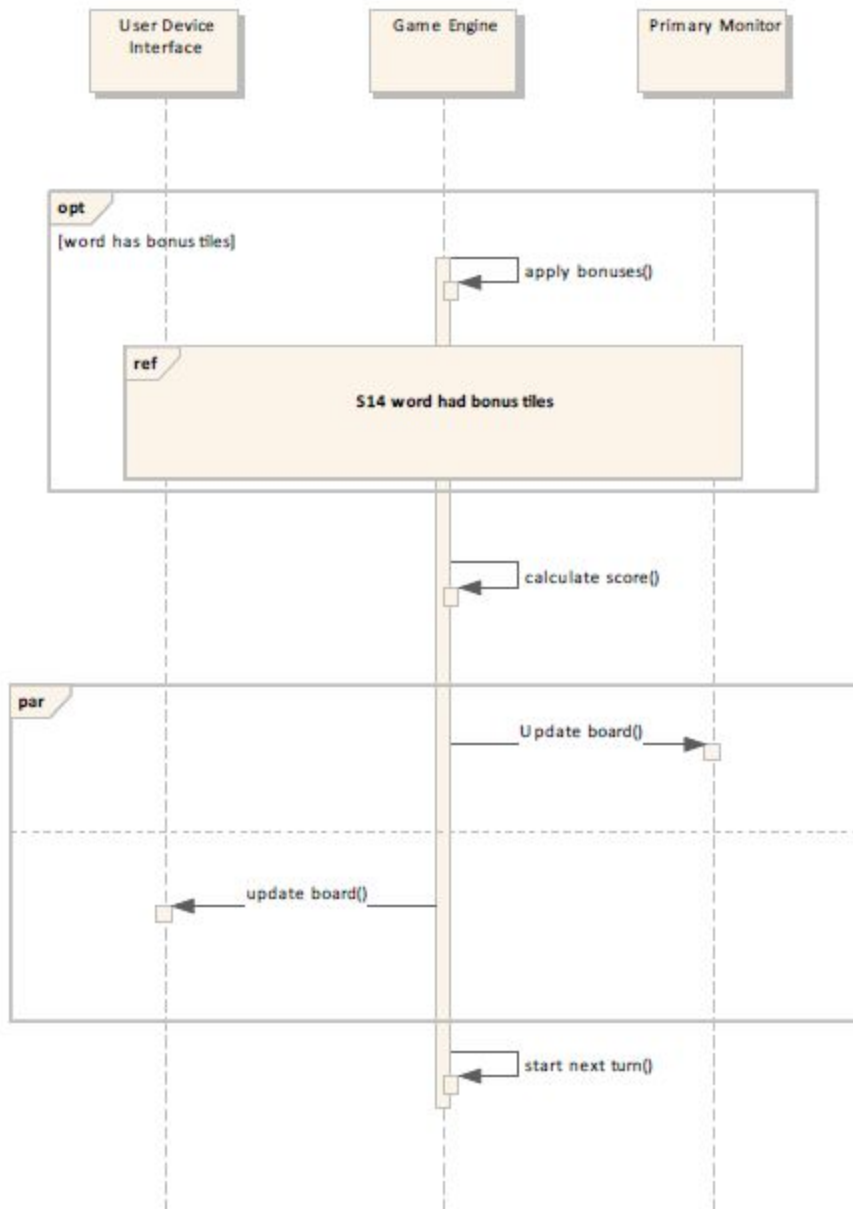 User Device
Interface
Game Engine
Primary Monitor
opt
[word has bonus tiles]
apply bonuses()
ref
S14 word had bonus tiles
calculate score()
par
Update board()
update board()
start next turn()